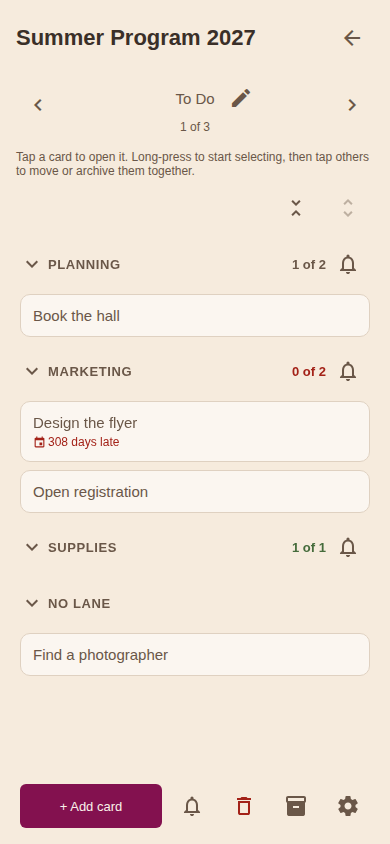 Summer Program 2027
To Do
1 of 3
Tap a card to open it. Long-press to start selecting, then tap others
to move or archive them together.
PLANNING 1 of 2
Book the hall
MARKETING 0 of 2
Design the flyer
308 days late
Open registration
SUPPLIES 1 of 1
NO LANE
Find a photographer
+ Add card